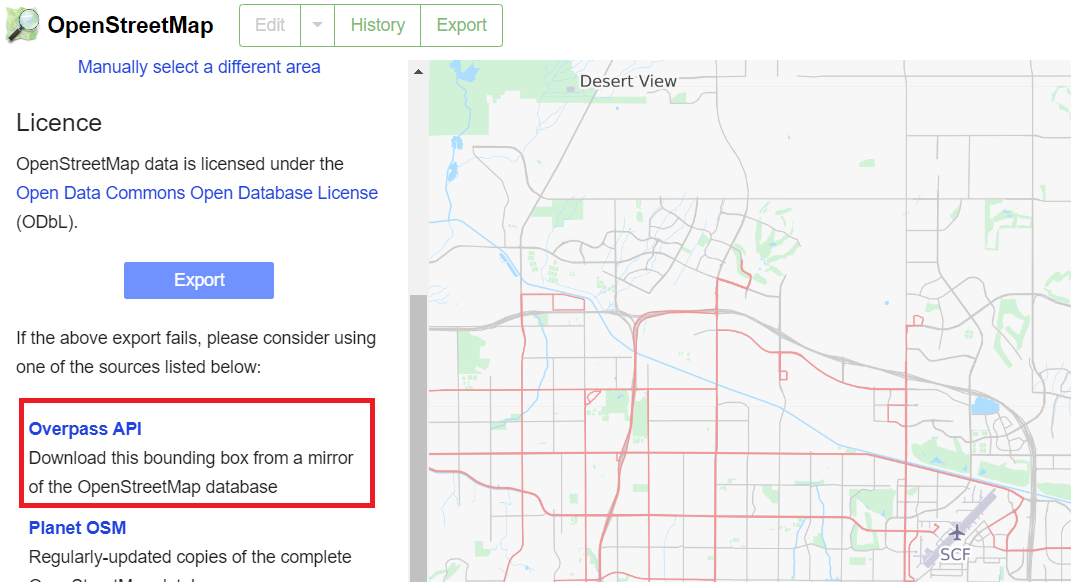 OpenStreetMap
Edit
History
Export
Manually select a different area
Licence
OpenStreetMap data is licensed under the
Open Data Commons Open Database License
(ODbL).
Export
If the above export fails, please consider using
one of the sources listed below:
Overpass API
Download this bounding box from a mirror
of the OpenStreetMap database
Planet OSM
Regularly-updated copies of the complete
Desert View
SCF